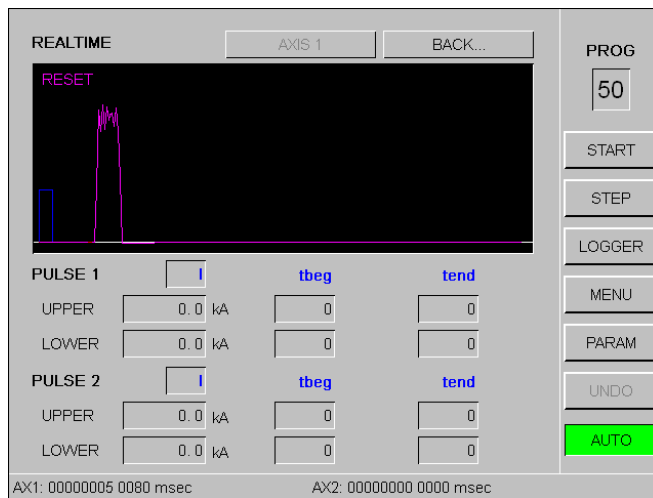 REALTIME AXIS 1 BACK...
RESET
PULSE 1 I tbeg tend
UPPER 0.0 kA 0 0
LOWER 0.0 kA 0 0
PULSE 2 I tbeg tend
UPPER 0.0 kA 0 0
LOWER 0.0 kA 0 0
AX1: 00000005 0080 msec AX2: 00000000 0000 msec
PROG
50
START
STEP
LOGGER
MENU
PARAM
UNDO
AUTO